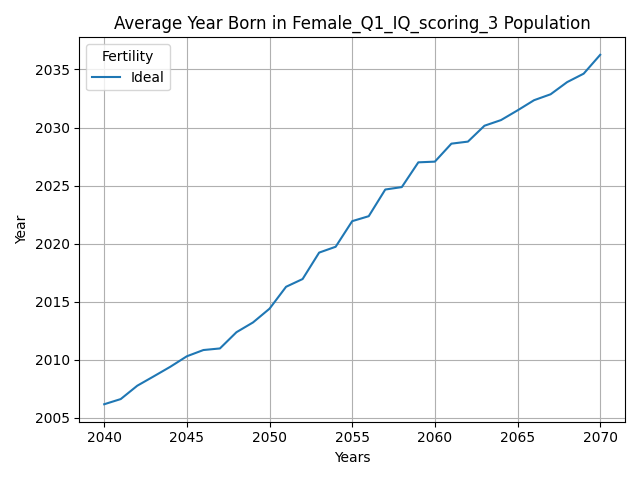 Average Year Born in Female_Q1_IQ_scoring_3 Population
Fertility
Ideal
Year
2035
2030
2025
2020
2015
2010
2005
2040 2045 2050 2055 2060 2065 2070
Years